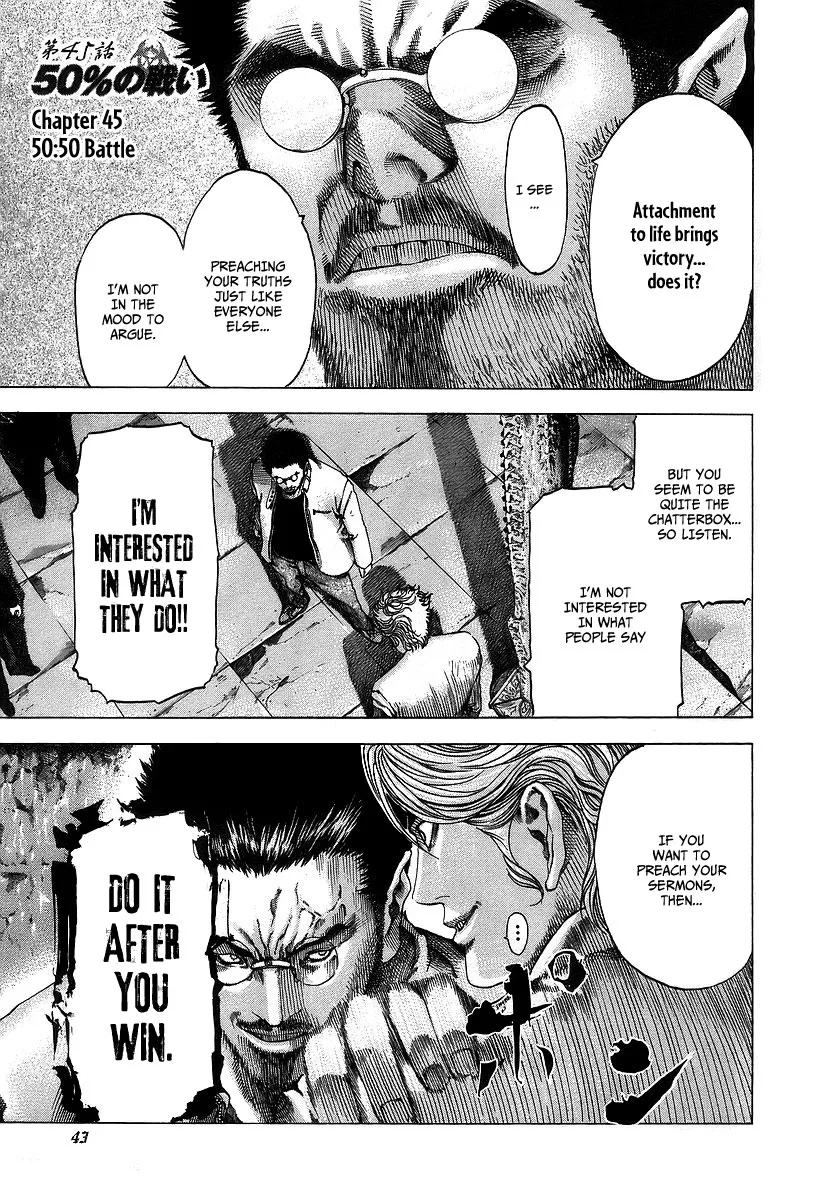 第45話
50%の戦い
Chapter 45
50:50 Battle
Attachment
to life brings
victory...
does it?
I SEE
...
PREACHING
YOUR TRUTHS
JUST LIKE
EVERYONE
ELSE...
I'M NOT
IN THE
MOOD TO
ARGUE.
BUT YOU
SEEM TO BE
QUITE THE
CHATTERBOX...
SO LISTEN.
I'M NOT
INTERESTED
IN WHAT
PEOPLE SAY
I'M
INTERESTED
IN WHAT
THEY DO!!
IF YOU
WANT TO
PREACH YOUR
SERMONS,
THEN...
...
ポン
DO IT
AFTER
YOU
WIN.
43